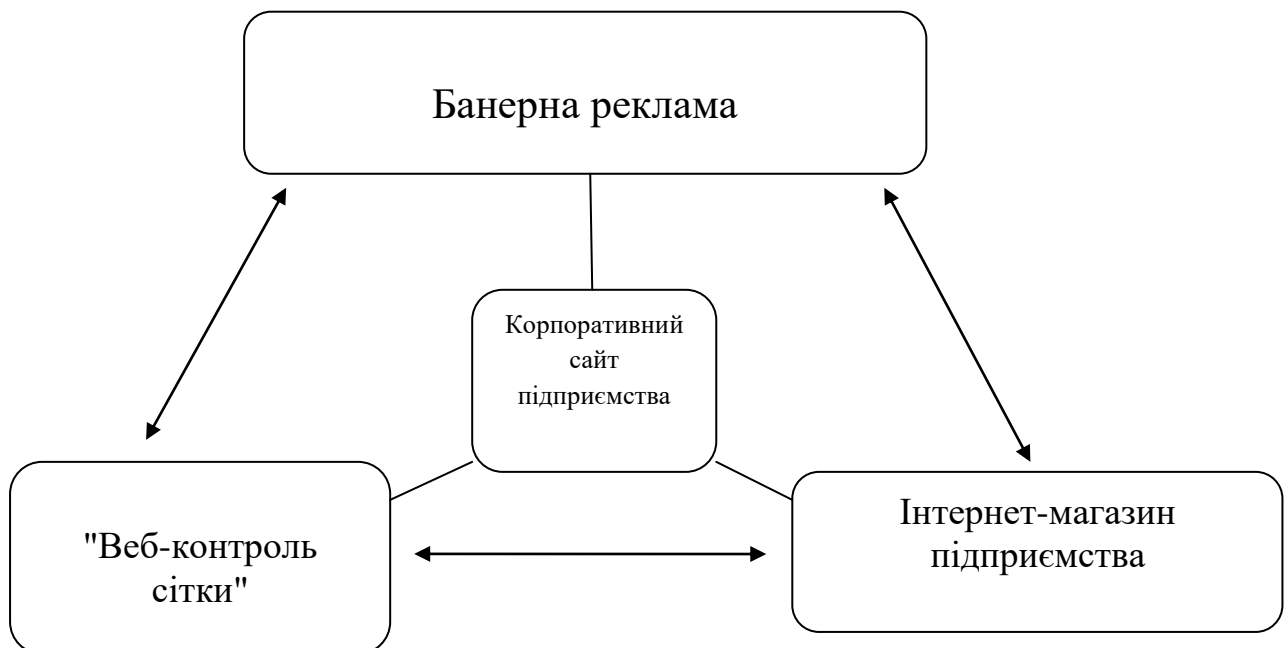 Банерна реклама
Корпоративний
сайт
підприємства
"Веб-контроль
сітки"
Інтернет-магазин
підприємства